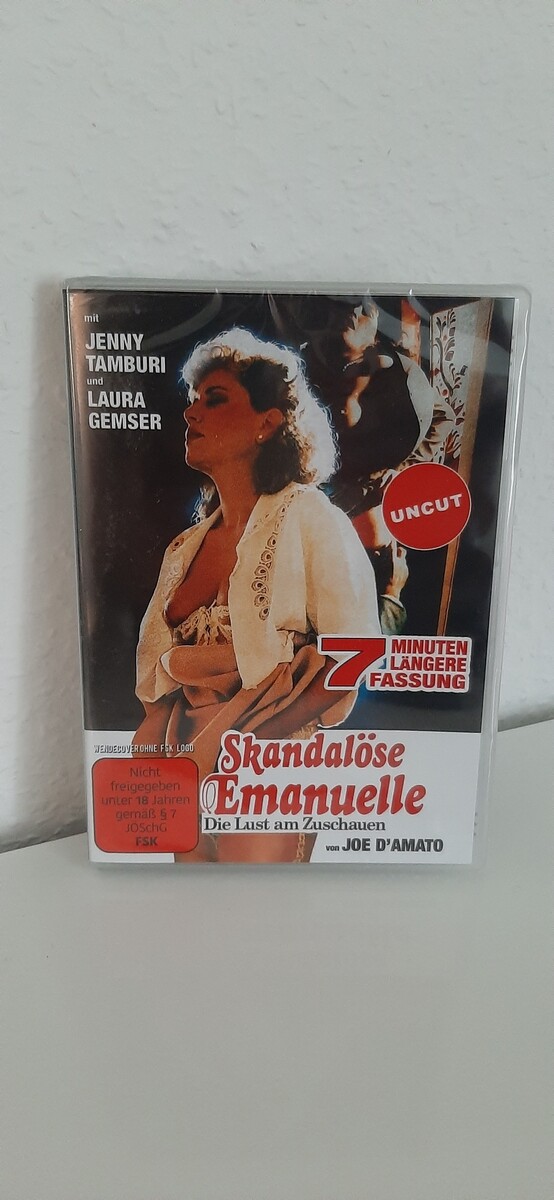 mit
JENNY
TAMBURI
und
LAURA
GEMSER
UNCUT
7 MINUTEN
LÄNGERE
FASSUNG
WENDECOVER OHNE FSK LOGO
Nicht
freigegeben
unter 18 Jahren
gemäß § 7
JÖSchG
FSK
Skandalöse
Emanuelle
Die Lust am Zuschauen
von JOE D'AMATO